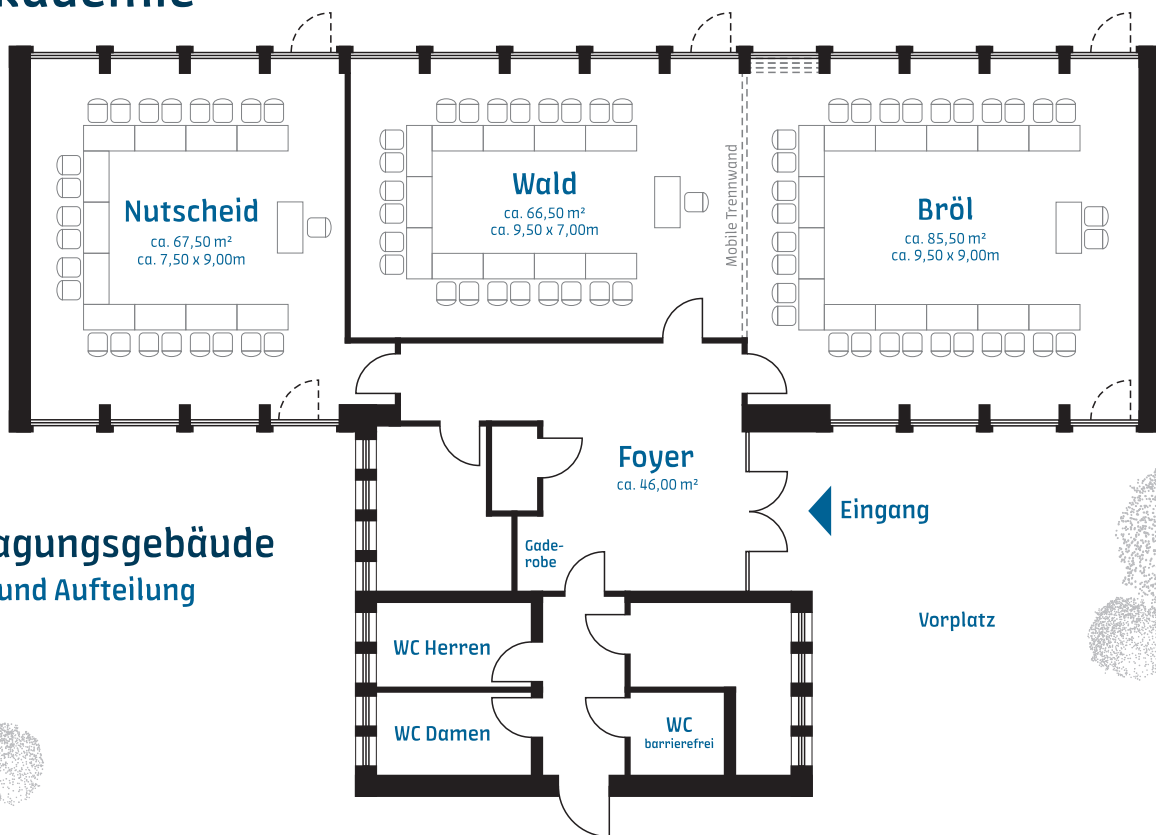 Nutscheid
ca. 67,50 m²
ca. 7,50 x 9,00m
Wald
ca. 66,50 m²
ca. 9,50 x 7,00m
Mobile Trennwand
Bröl
ca. 85,50 m²
ca. 9,50 x 9,00m
Foyer
ca. 46,00 m²
Eingang
agungsgebäude
und Aufteilung
Gade-
robe
Vorplatz
WC Herren
WC Damen
WC
barrierefrei